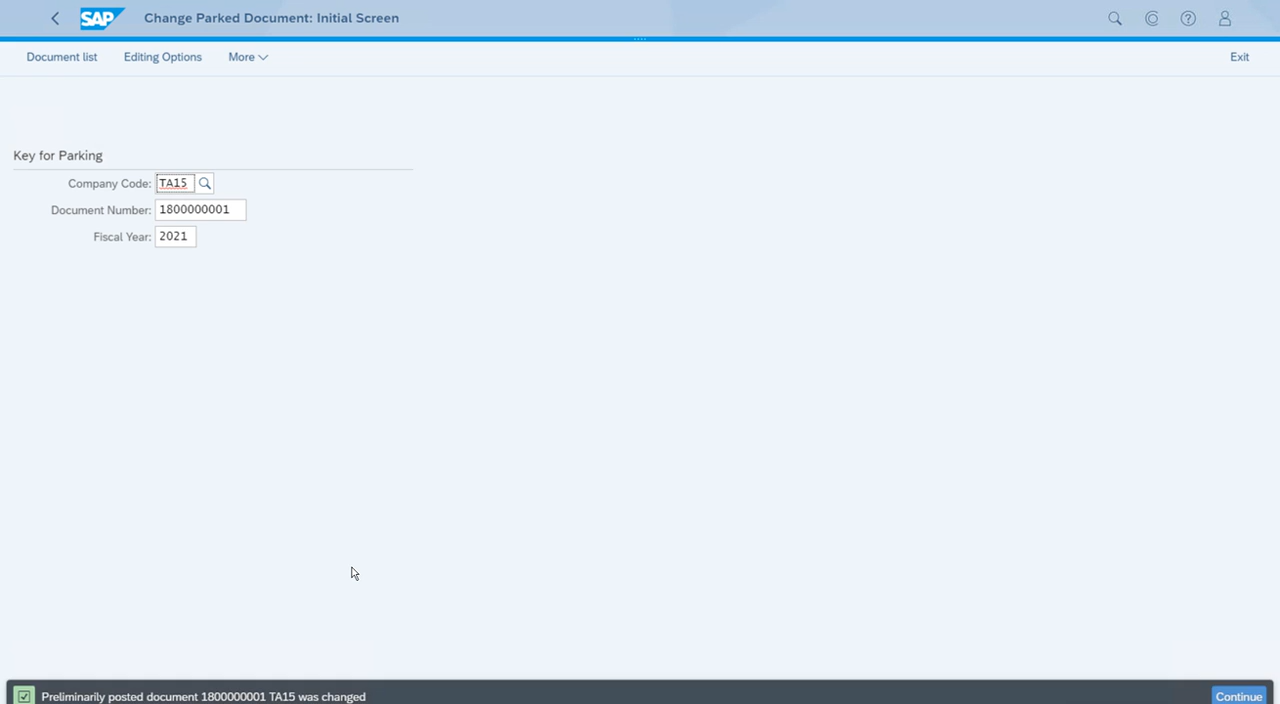 SAP Change Parked Document: Initial Screen
Document list Editing Options More Exit
Key for Parking
Company Code: TA15
Document Number: 1800000001
Fiscal Year: 2021
Preliminarily posted document 1800000001 TA15 was changed Continue